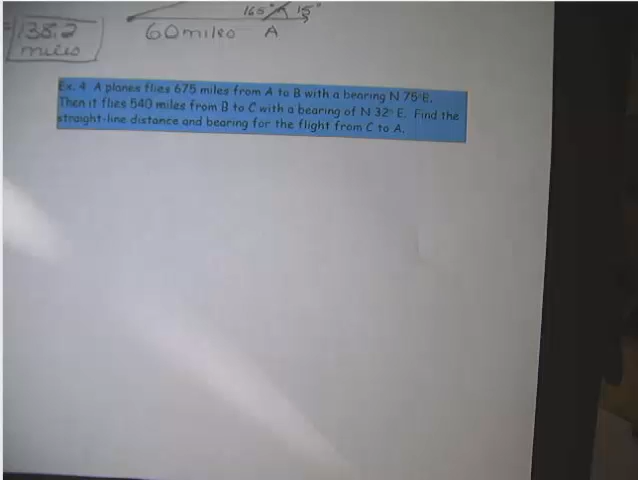 165° 15°
138.2
miles
60 miles A
Ex. 4 A planes flies 675 miles from A to B with a bearing N 75°E.
Then it flies 540 miles from B to C with a bearing of N 32° E. Find the
straight-line distance and bearing for the flight from C to A.